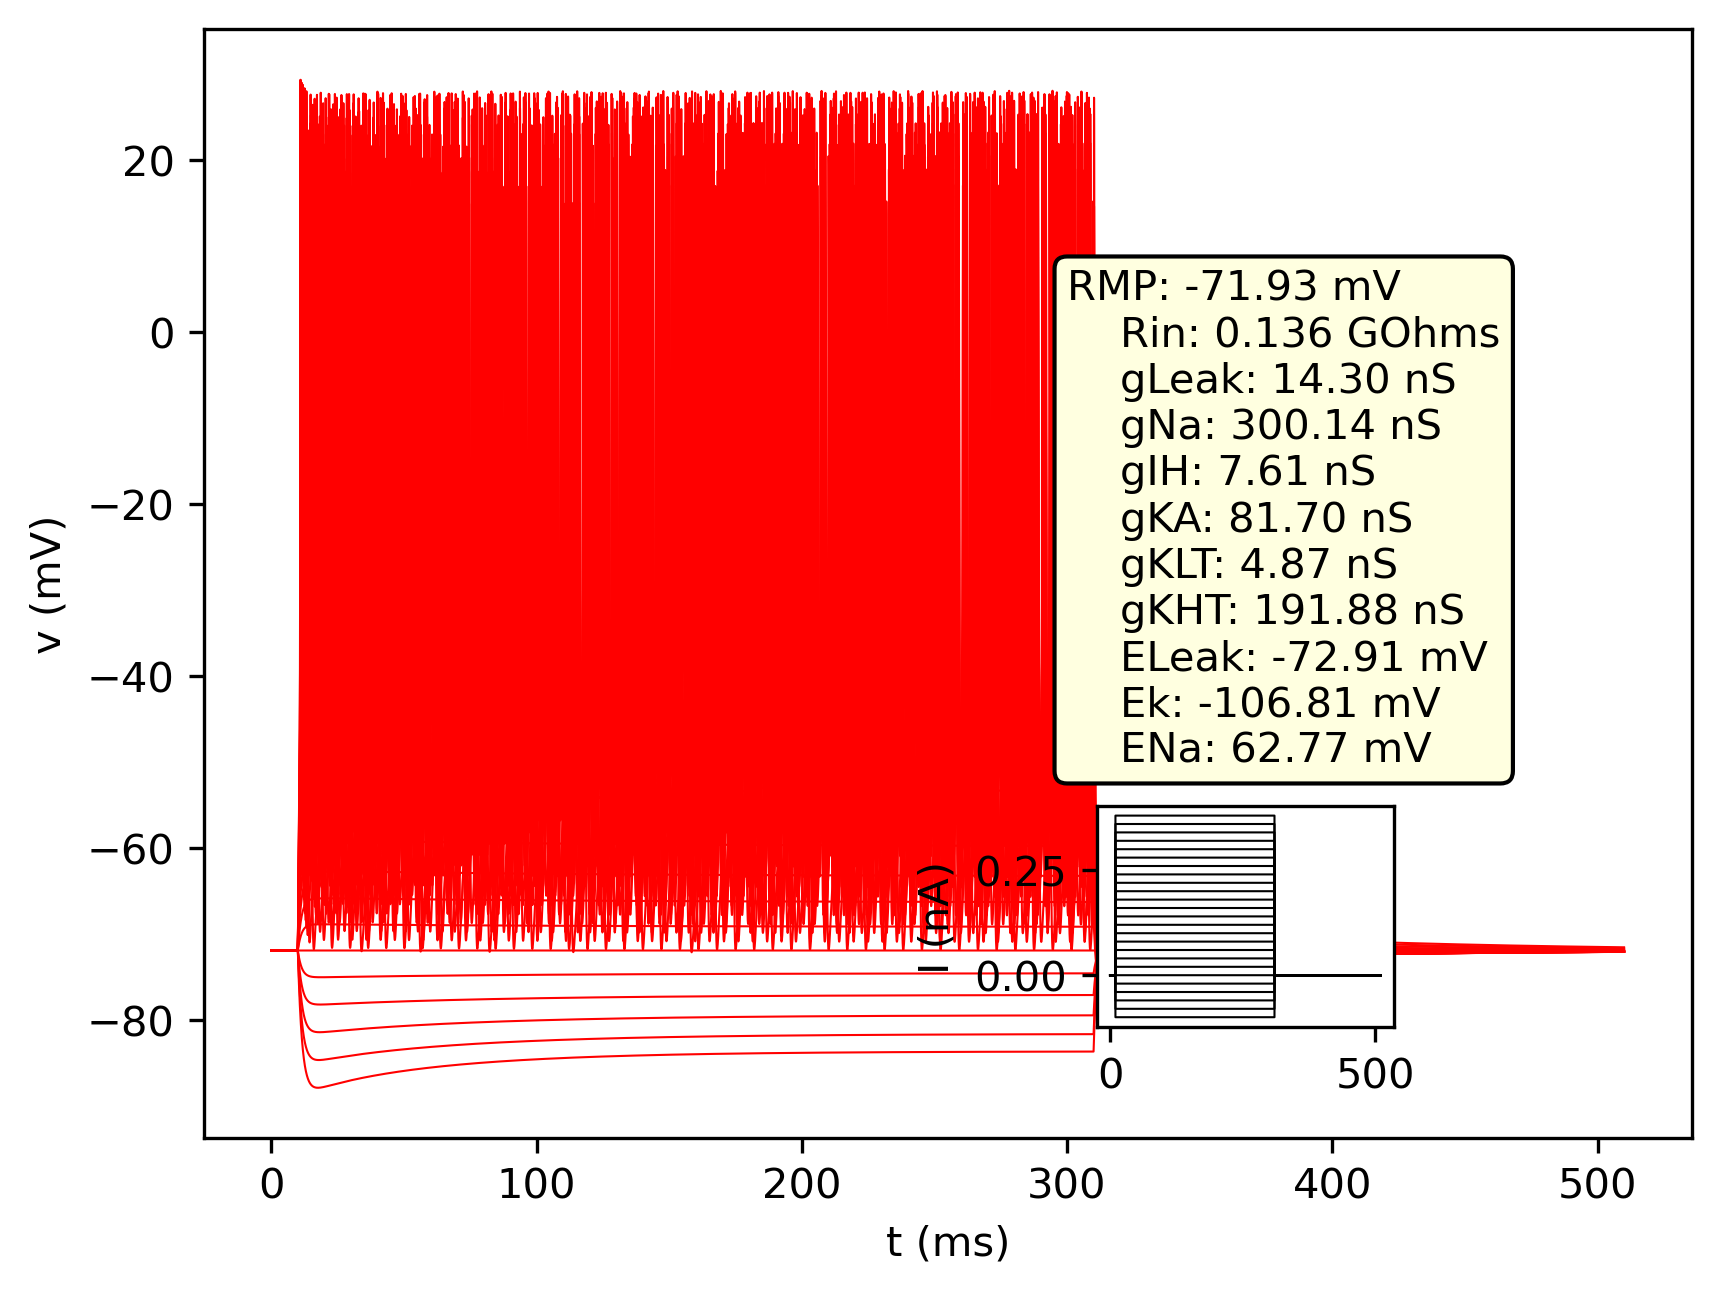 20
0
−20
−40
−60
−80
v (mV)
RMP: -71.93 mV
Rin: 0.136 GOhms
gLeak: 14.30 nS
gNa: 300.14 nS
gIH: 7.61 nS
gKA: 81.70 nS
gKLT: 4.87 nS
gKHT: 191.88 nS
ELeak: -72.91 mV
Ek: -106.81 mV
ENa: 62.77 mV
I (nA)
0.25
0.00
0 500
0 100 200 300 400 500
t (ms)